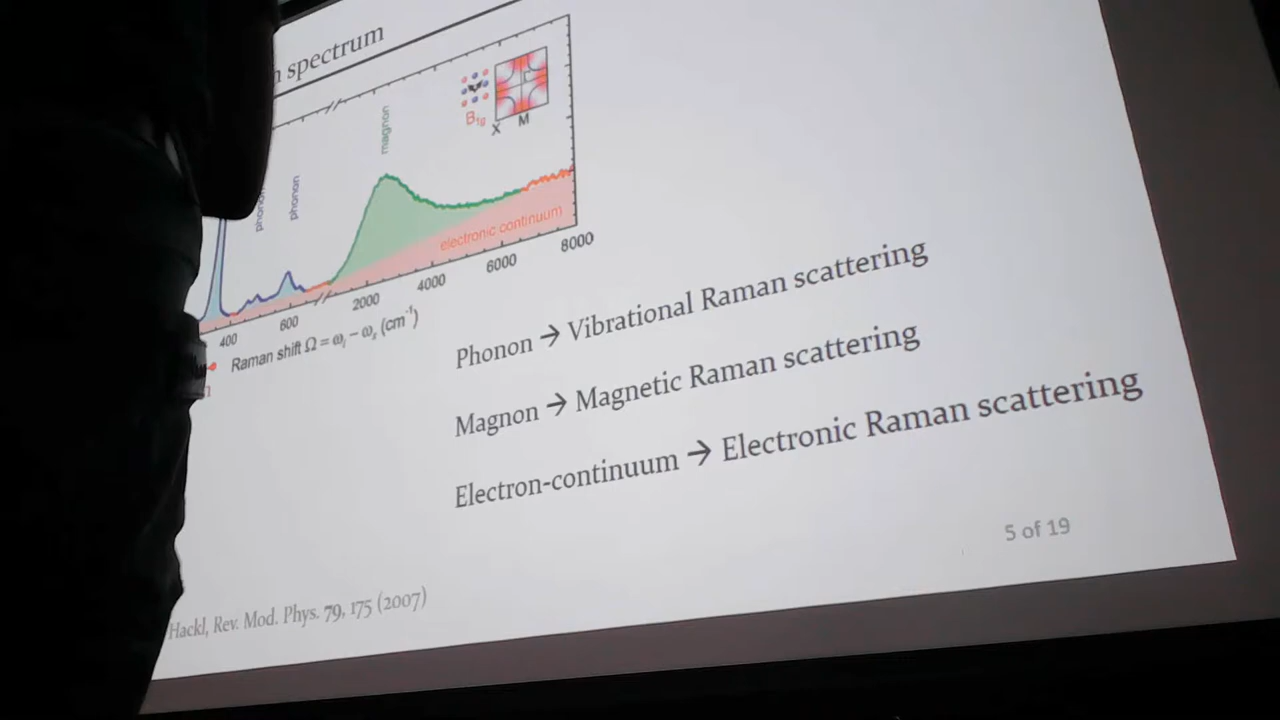 spectrum
magnon
phonon
B1g
X M
electronic continuum
400 600 2000 4000 6000 8000
Raman shift Ω = ωi − ωs (cm-1)
Phonon → Vibrational Raman scattering
Magnon → Magnetic Raman scattering
Electron-continuum → Electronic Raman scattering
5 of 19
Hackl, Rev. Mod. Phys. 79, 175 (2007)